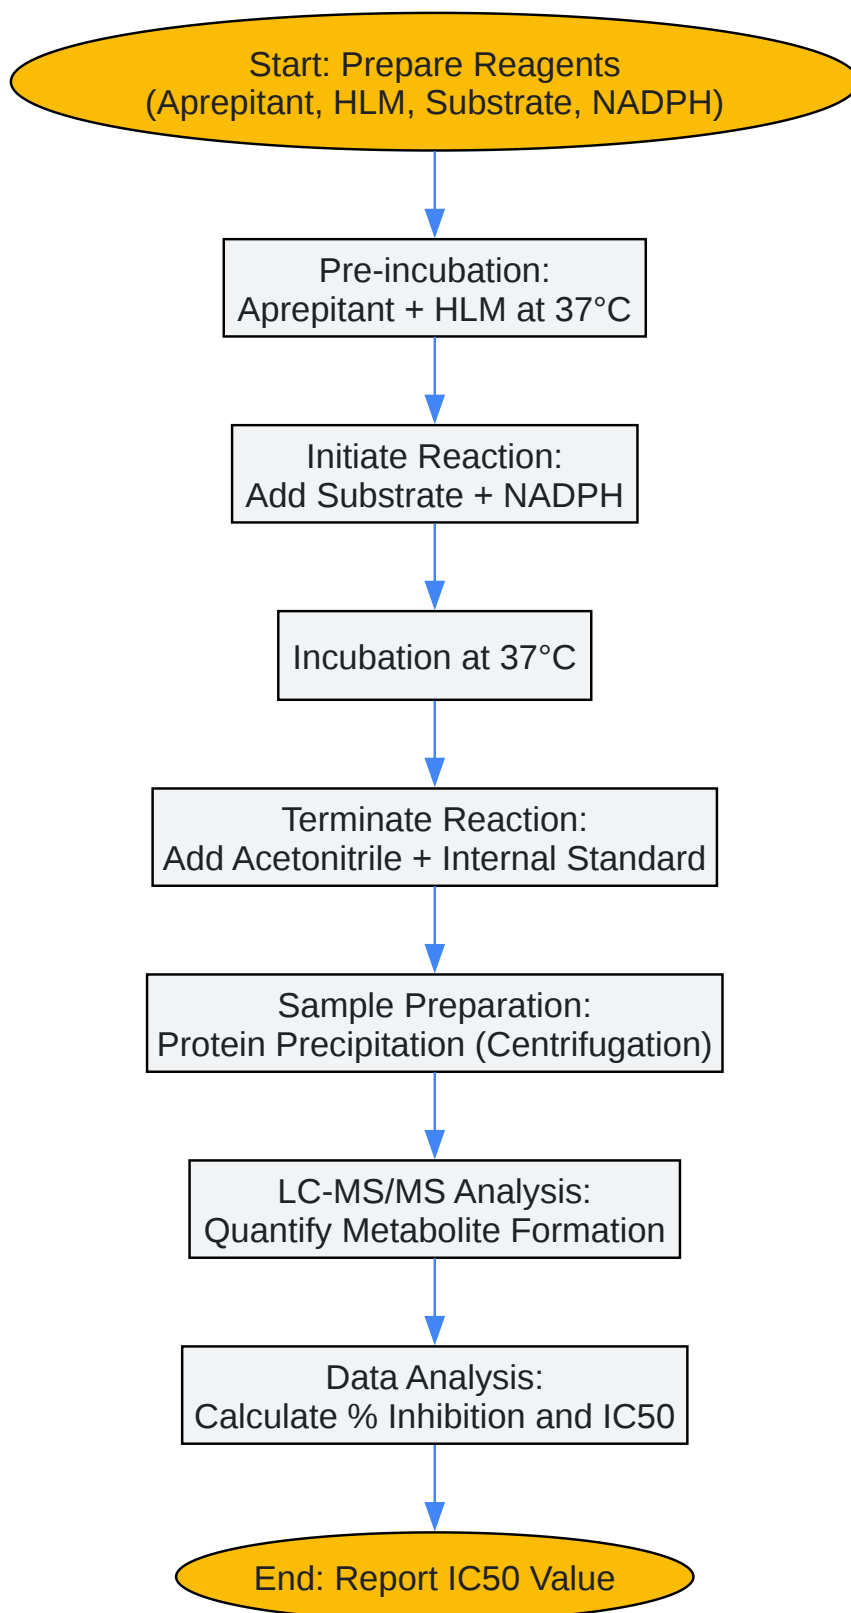 Start: Prepare Reagents
(Aprepitant, HLM, Substrate, NADPH)
Pre-incubation:
Aprepitant + HLM at 37°C
Initiate Reaction:
Add Substrate + NADPH
Incubation at 37°C
Terminate Reaction:
Add Acetonitrile + Internal Standard
Sample Preparation:
Protein Precipitation (Centrifugation)
LC-MS/MS Analysis:
Quantify Metabolite Formation
Data Analysis:
Calculate % Inhibition and IC50
End: Report IC50 Value